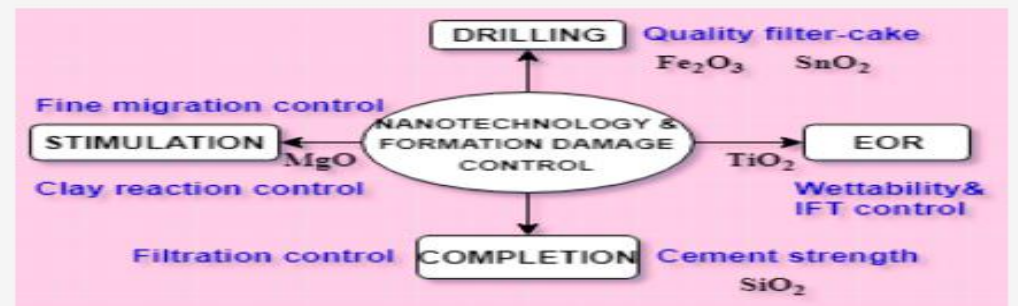 DRILLING
Quality filter-cake
Fe₂O₃ SnO₂
Fine migration control
STIMULATION
MgO
Clay reaction control
NANOTECHNOLOGY &
FORMATION DAMAGE
CONTROL
TiO₂
EOR
Wettability&
IFT control
Filtration control
COMPLETION
Cement strength
SiO₂